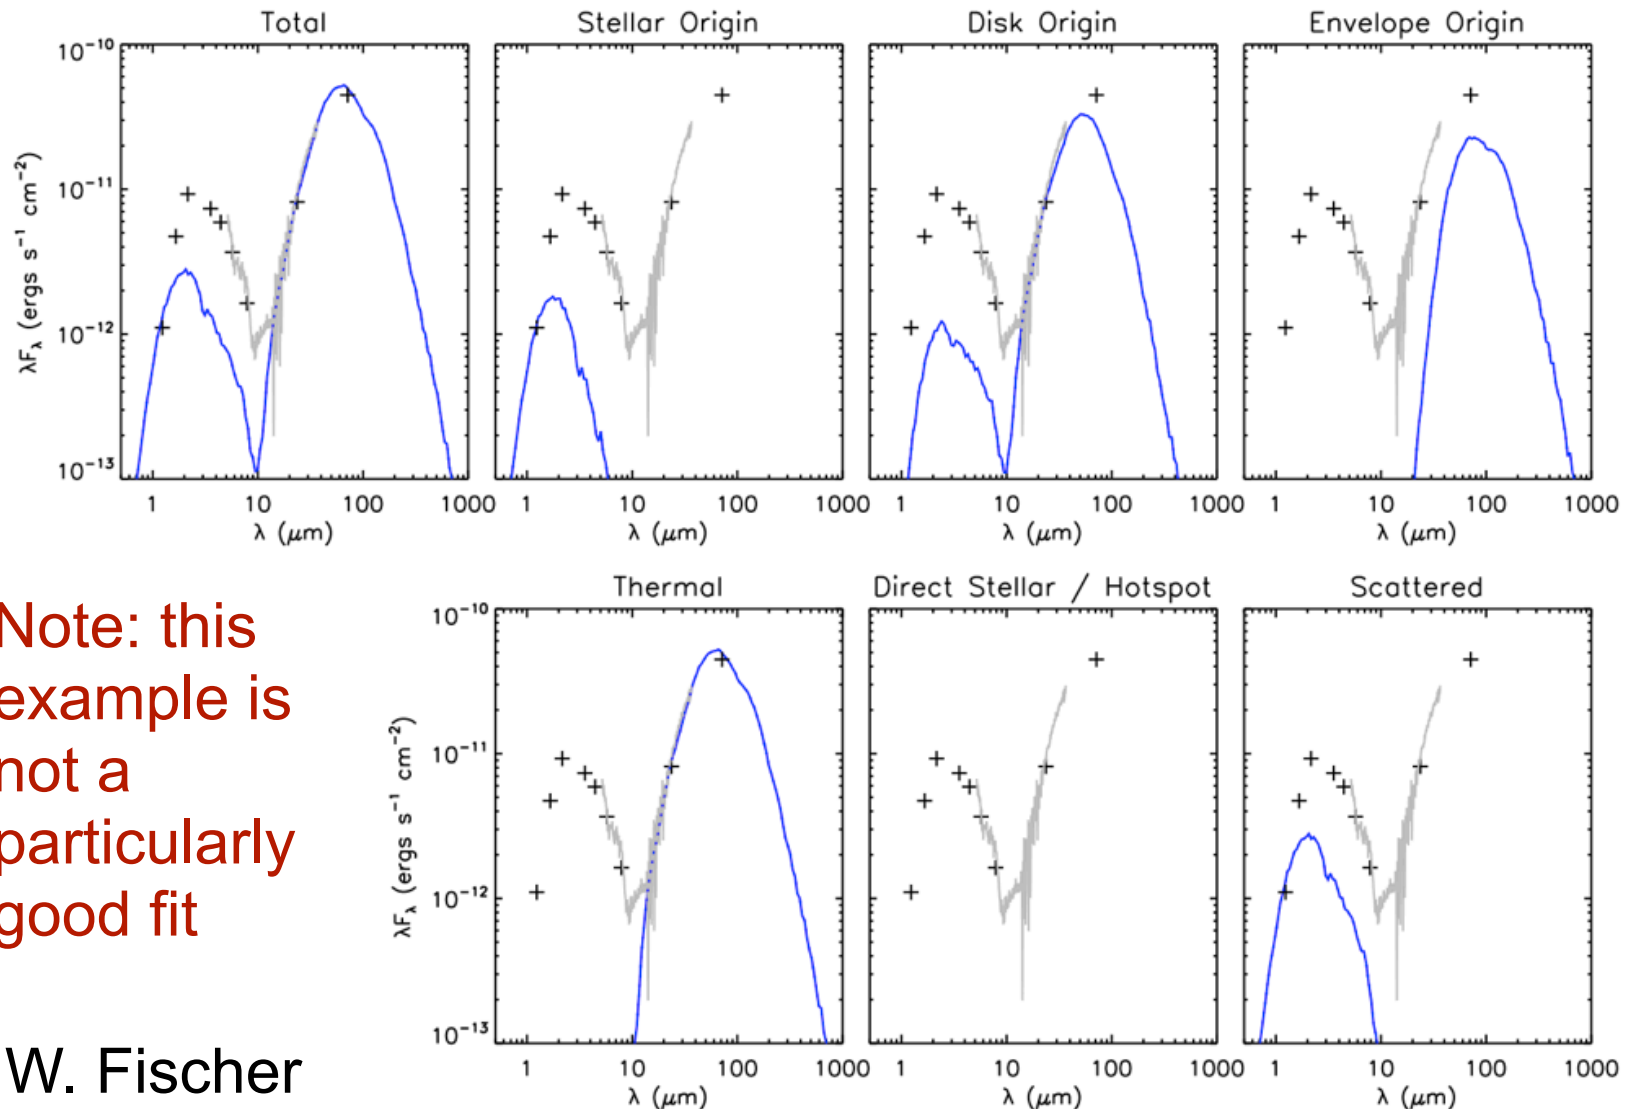 Total
Stellar Origin
Disk Origin
Envelope Origin
10⁻¹⁰
10⁻¹¹
10⁻¹²
10⁻¹³
λF_λ (ergs s⁻¹ cm⁻²)
1 10 100 1000
1 10 100 1000
1 10 100 1000
1 10 100 1000
λ (μm)
λ (μm)
λ (μm)
λ (μm)
Note: this
example is
not a
particularly
good fit
W. Fischer
Thermal
Direct Stellar / Hotspot
Scattered
10⁻¹⁰
10⁻¹¹
10⁻¹²
10⁻¹³
λF_λ (ergs s⁻¹ cm⁻²)
1 10 100 1000
1 10 100 1000
1 10 100 1000
λ (μm)
λ (μm)
λ (μm)